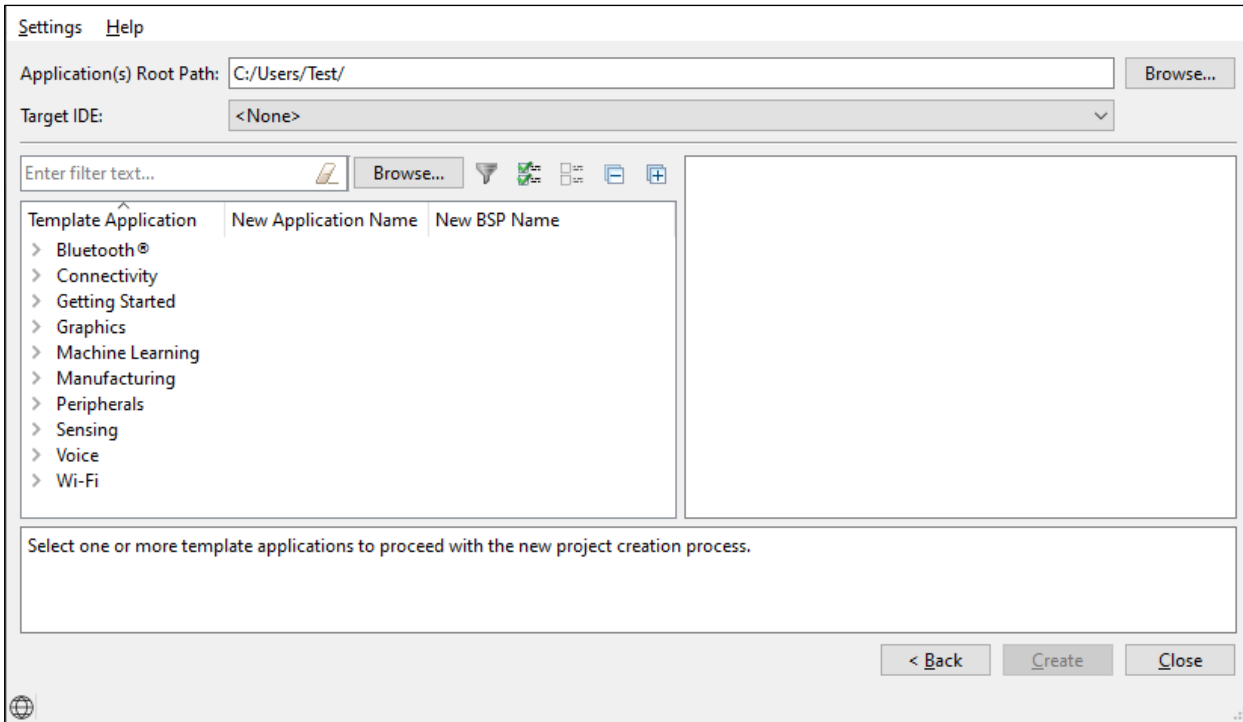 Settings Help
Application(s) Root Path: C:/Users/Test/ Browse...
Target IDE: <None>
Enter filter text... Browse...
Template Application New Application Name New BSP Name
Bluetooth®
Connectivity
Getting Started
Graphics
Machine Learning
Manufacturing
Peripherals
Sensing
Voice
Wi-Fi
Select one or more template applications to proceed with the new project creation process.
< Back Create Close